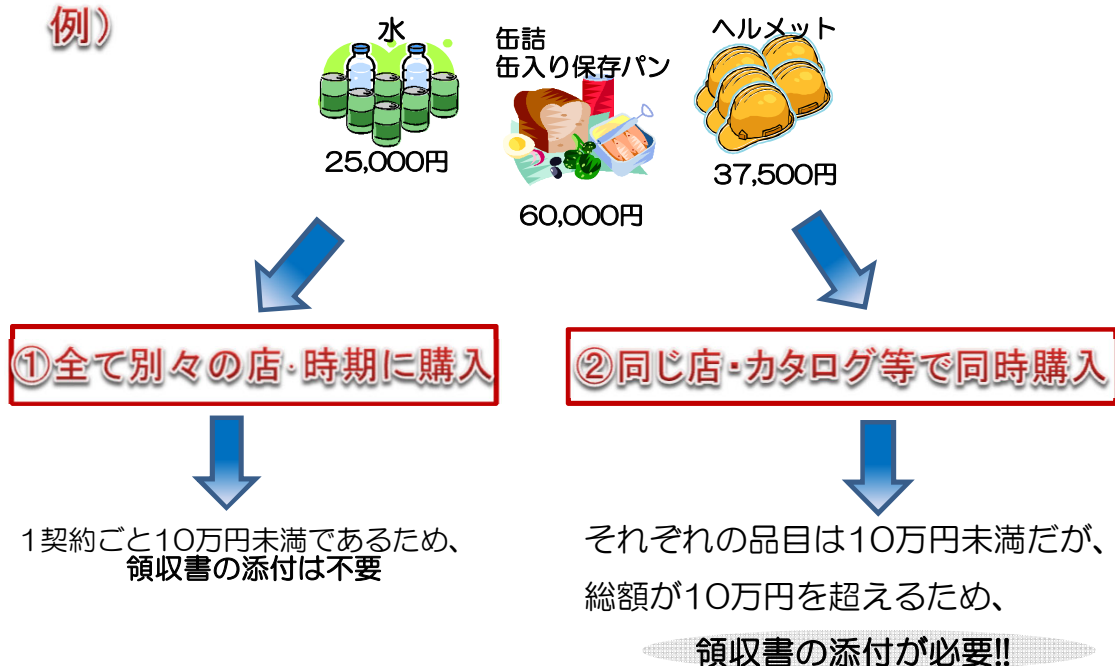 例)
水
25,000円
缶詰
缶入り保存パン
60,000円
ヘルメット
37,500円
①全て別々の店・時期に購入
1契約ごと10万円未満であるため、
領収書の添付は不要
②同じ店・カタログ等で同時購入
それぞれの品目は10万円未満だが、
総額が10万円を超えるため、
領収書の添付が必要!!